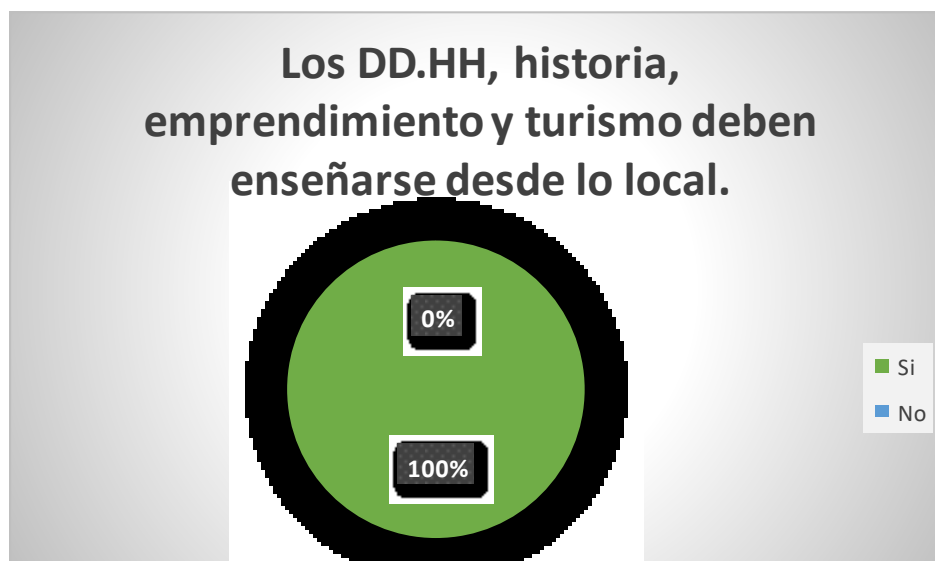 Los DD.HH, historia,
emprendimiento y turismo deben
enseñarse desde lo local.
0%
100%
Si
No